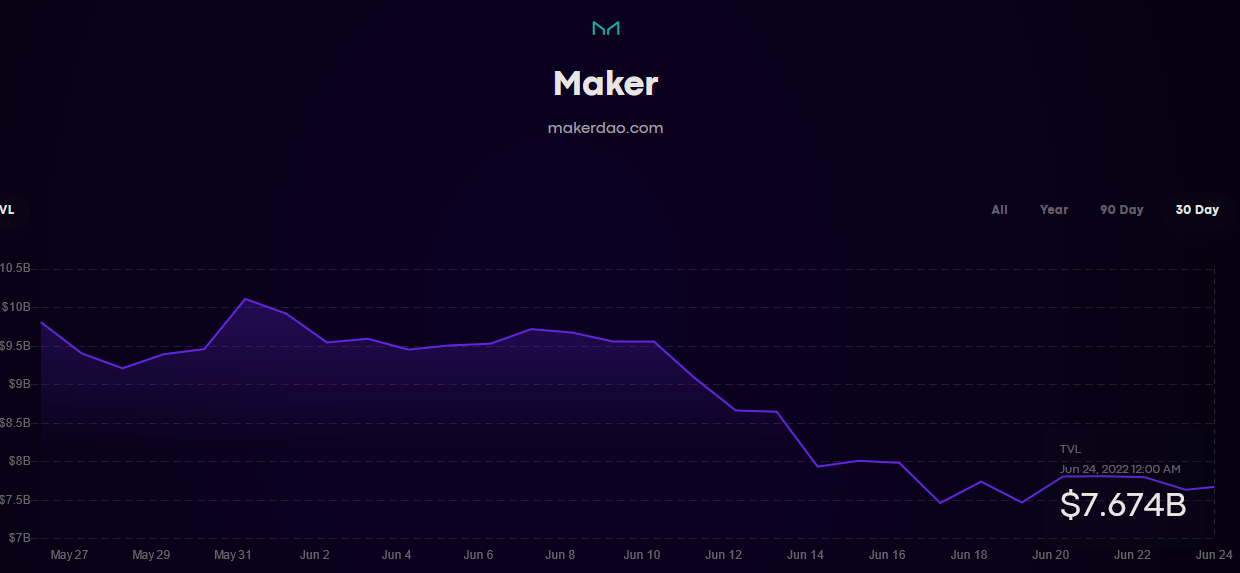 Maker
makerdao.com
VL
All Year 90 Day 30 Day
10.5B
$10B
$9.5B
$9B
$8.5B
$8B
$7.5B
$7B
TVL
Jun 24, 2022 12:00 AM
$7.674B
May 27 May 29 May 31 Jun 2 Jun 4 Jun 6 Jun 8 Jun 10 Jun 12 Jun 14 Jun 16 Jun 18 Jun 20 Jun 22 Jun 24